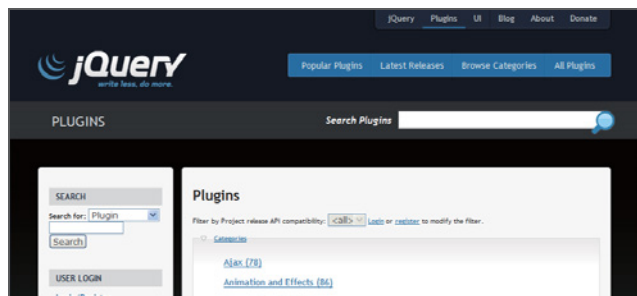 jQuery Plugins UI Blog About Donate
jQuery
write less, do more.
Popular Plugins Latest Releases Browse Categories All Plugins
PLUGINS
Search Plugins
SEARCH
Search for: Plugin
Search
USER LOGIN
Plugins
Filter by Project release API compatibility: <all> Login or register to modify the filter.
Categories
Ajax (78)
Animation and Effects (86)